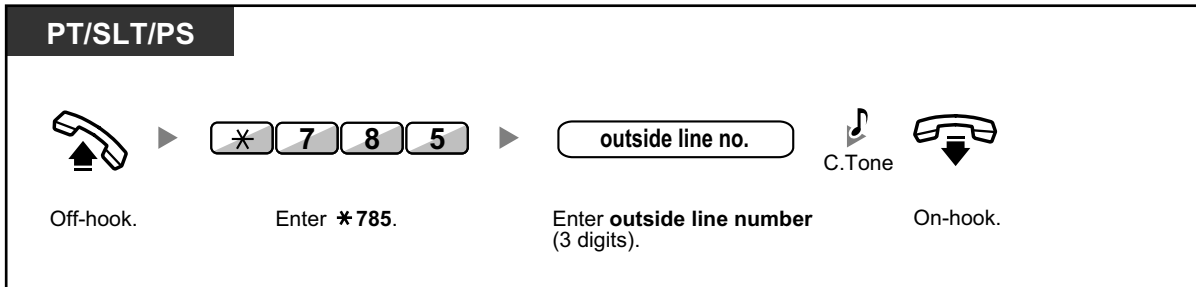 PT/SLT/PS
* 7 8 5
outside line no.
C.Tone
Off-hook.
Enter *785.
Enter outside line number
(3 digits).
On-hook.